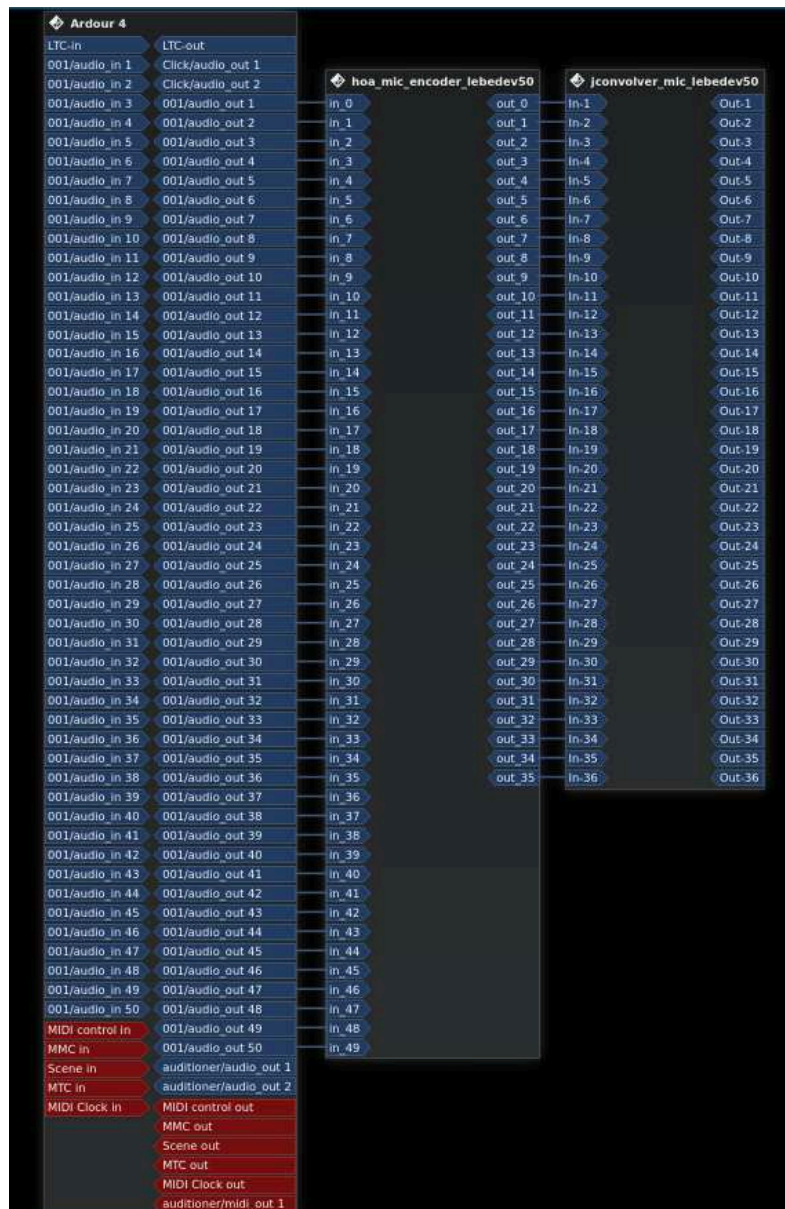 Ardour 4
LTC-in
001/audio_in 1
001/audio_in 2
001/audio_in 3
001/audio_in 4
001/audio_in 5
001/audio_in 6
001/audio_in 7
001/audio_in 8
001/audio_in 9
001/audio_in 10
001/audio_in 11
001/audio_in 12
001/audio_in 13
001/audio_in 14
001/audio_in 15
001/audio_in 16
001/audio_in 17
001/audio_in 18
001/audio_in 19
001/audio_in 20
001/audio_in 21
001/audio_in 22
001/audio_in 23
001/audio_in 24
001/audio_in 25
001/audio_in 26
001/audio_in 27
001/audio_in 28
001/audio_in 29
001/audio_in 30
001/audio_in 31
001/audio_in 32
001/audio_in 33
001/audio_in 34
001/audio_in 35
001/audio_in 36
001/audio_in 37
001/audio_in 38
001/audio_in 39
001/audio_in 40
001/audio_in 41
001/audio_in 42
001/audio_in 43
001/audio_in 44
001/audio_in 45
001/audio_in 46
001/audio_in 47
001/audio_in 48
001/audio_in 49
001/audio_in 50
MIDI control in
MMC in
Scene in
MTC in
MIDI Clock in
LTC-out
Click/audio_out 1
Click/audio_out 2
001/audio_out 1
001/audio_out 2
001/audio_out 3
001/audio_out 4
001/audio_out 5
001/audio_out 6
001/audio_out 7
001/audio_out 8
001/audio_out 9
001/audio_out 10
001/audio_out 11
001/audio_out 12
001/audio_out 13
001/audio_out 14
001/audio_out 15
001/audio_out 16
001/audio_out 17
001/audio_out 18
001/audio_out 19
001/audio_out 20
001/audio_out 21
001/audio_out 22
001/audio_out 23
001/audio_out 24
001/audio_out 25
001/audio_out 26
001/audio_out 27
001/audio_out 28
001/audio_out 29
001/audio_out 30
001/audio_out 31
001/audio_out 32
001/audio_out 33
001/audio_out 34
001/audio_out 35
001/audio_out 36
001/audio_out 37
001/audio_out 38
001/audio_out 39
001/audio_out 40
001/audio_out 41
001/audio_out 42
001/audio_out 43
001/audio_out 44
001/audio_out 45
001/audio_out 46
001/audio_out 47
001/audio_out 48
001/audio_out 49
001/audio_out 50
auditioner/audio_out 1
auditioner/audio_out 2
MIDI control out
MMC out
Scene out
MTC out
MIDI Clock out
auditioner/midi_out 1
hoa_mic_encoder_lebedev50
in_0
in_1
in_2
in_3
in_4
in_5
in_6
in_7
in_8
in_9
in_10
in_11
in_12
in_13
in_14
in_15
in_16
in_17
in_18
in_19
in_20
in_21
in_22
in_23
in_24
in_25
in_26
in_27
in_28
in_29
in_30
in_31
in_32
in_33
in_34
in_35
in_36
in_37
in_38
in_39
in_40
in_41
in_42
in_43
in_44
in_45
in_46
in_47
in_48
in_49
out_0
out_1
out_2
out_3
out_4
out_5
out_6
out_7
out_8
out_9
out_10
out_11
out_12
out_13
out_14
out_15
out_16
out_17
out_18
out_19
out_20
out_21
out_22
out_23
out_24
out_25
out_26
out_27
out_28
out_29
out_30
out_31
out_32
out_33
out_34
out_35
jconvolver_mic_lebedev50
In-1
In-2
In-3
In-4
In-5
In-6
In-7
In-8
In-9
In-10
In-11
In-12
In-13
In-14
In-15
In-16
In-17
In-18
In-19
In-20
In-21
In-22
In-23
In-24
In-25
In-26
In-27
In-28
In-29
In-30
In-31
In-32
In-33
In-34
In-35
In-36
Out-1
Out-2
Out-3
Out-4
Out-5
Out-6
Out-7
Out-8
Out-9
Out-10
Out-11
Out-12
Out-13
Out-14
Out-15
Out-16
Out-17
Out-18
Out-19
Out-20
Out-21
Out-22
Out-23
Out-24
Out-25
Out-26
Out-27
Out-28
Out-29
Out-30
Out-31
Out-32
Out-33
Out-34
Out-35
Out-36